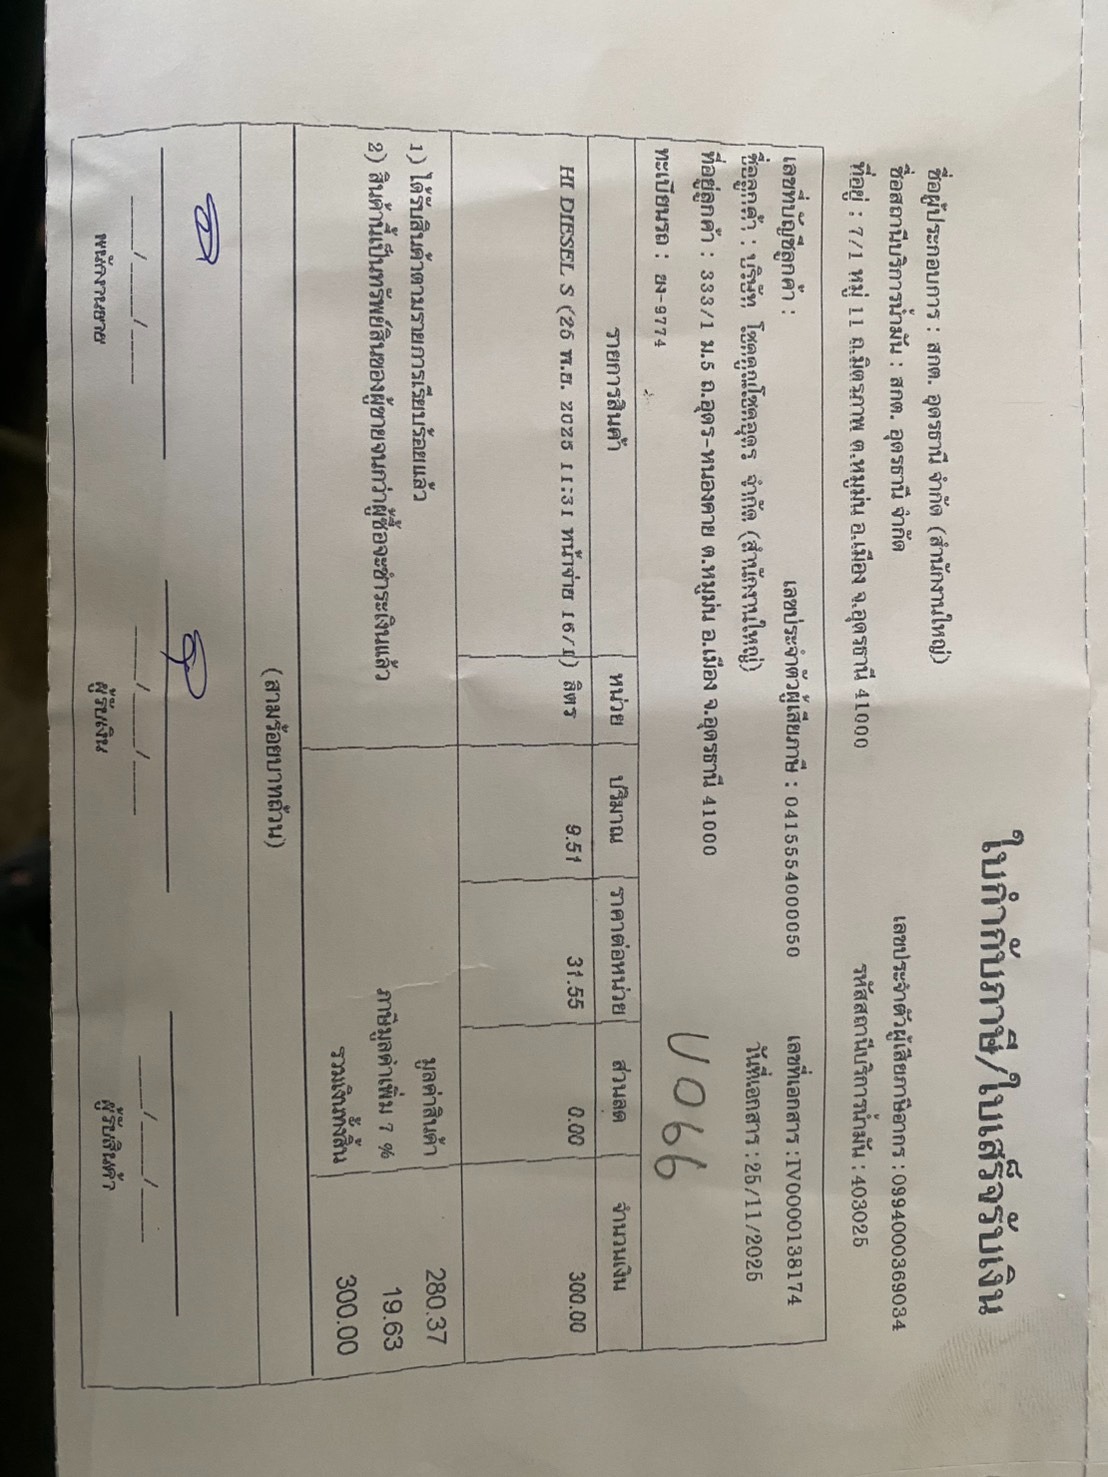 ใบกำกับภาษี/ใบเสร็จรับเงิน
ชื่อผู้ประกอบการ : สกต. อุดรธานี จำกัด (สำนักงานใหญ่)
เลขประจำตัวผู้เสียภาษีอากร : 0994000369034
ชื่อสถานีบริการน้ำมัน : สกต. อุดรธานี จำกัด
รหัสสถานีบริการน้ำมัน : 403025
ที่อยู่ : 7/1 หมู่ 11 ถ.มิตรภาพ ต.หมูม่น อ.เมือง จ.อุดรธานี 41000
เลขที่บัญชีลูกค้า : เลขประจำตัวผู้เสียภาษี : 0415554000050 เลขที่เอกสาร : IV0000138174
ชื่อลูกค้า : บริษัท โชคคูณโชคอุดร จำกัด (สำนักงานใหญ่) วันที่เอกสาร : 25/11/2025
ที่อยู่ลูกค้า : 333/1 ม.5 ถ.อุดร-หนองคาย ต.หมูม่น อ.เมือง จ.อุดรธานี 41000
ทะเบียนรถ : ยง-9774 U066
รายการสินค้า หน่วย ปริมาณ ราคาต่อหน่วย ส่วนลด จำนวนเงิน
HI DIESEL S (25 พ.ย. 2025 11:31 หน้าจ่าย 16/1) ลิตร 9.51 31.55 0.00 300.00
1) ได้รับสินค้าตามรายการเรียบร้อยแล้ว มูลค่าสินค้า 280.37
2) สินค้านี้เป็นทรัพย์สินของผู้ขายจนกว่าผู้ซื้อจะชำระเงินแล้ว ภาษีมูลค่าเพิ่ม 7 % 19.63
รวมเงินทั้งสิ้น 300.00
(สามร้อยบาทถ้วน)
___/___/___ ___/___/___ ___/___/___
พนักงานขาย ผู้รับเงิน ผู้รับสินค้า